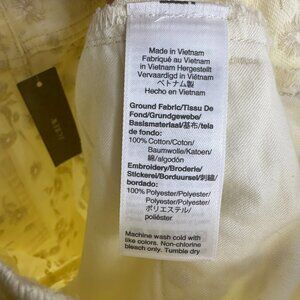 Made in Vietnam
Fabriqué au Vietnam
in Vietnam Hergestellt
Vervaardigd in Viëtnam
ベトナム製
Hecho en Vietnam
Ground Fabric/Tissu De
Fond/Grundgewebe/
Basismateriaal/基布/tela
de fondo:
100% Cotton/Coton/
Baumwolle/Katoen/
綿/algodón
Embroidery/Broderie/
Stickerei/Borduursel/刺繍/
bordado:
100% Polyester/Polyester/
Polyester/Polyester/
ポリエステル/
poliéster
Machine wash cold with
like colors. Non-chlorine
bleach only. Tumble dry